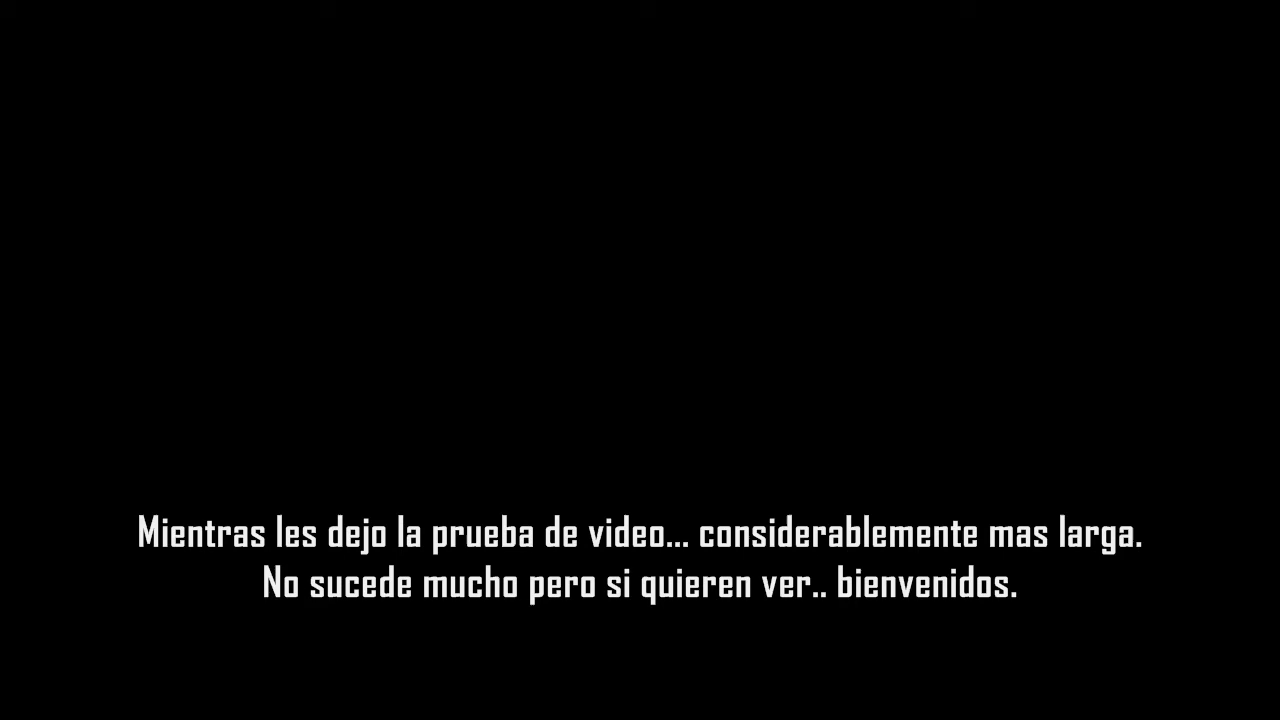 Mientras les dejo la prueba de video... considerablemente mas larga.
No sucede mucho pero si quieren ver.. bienvenidos.